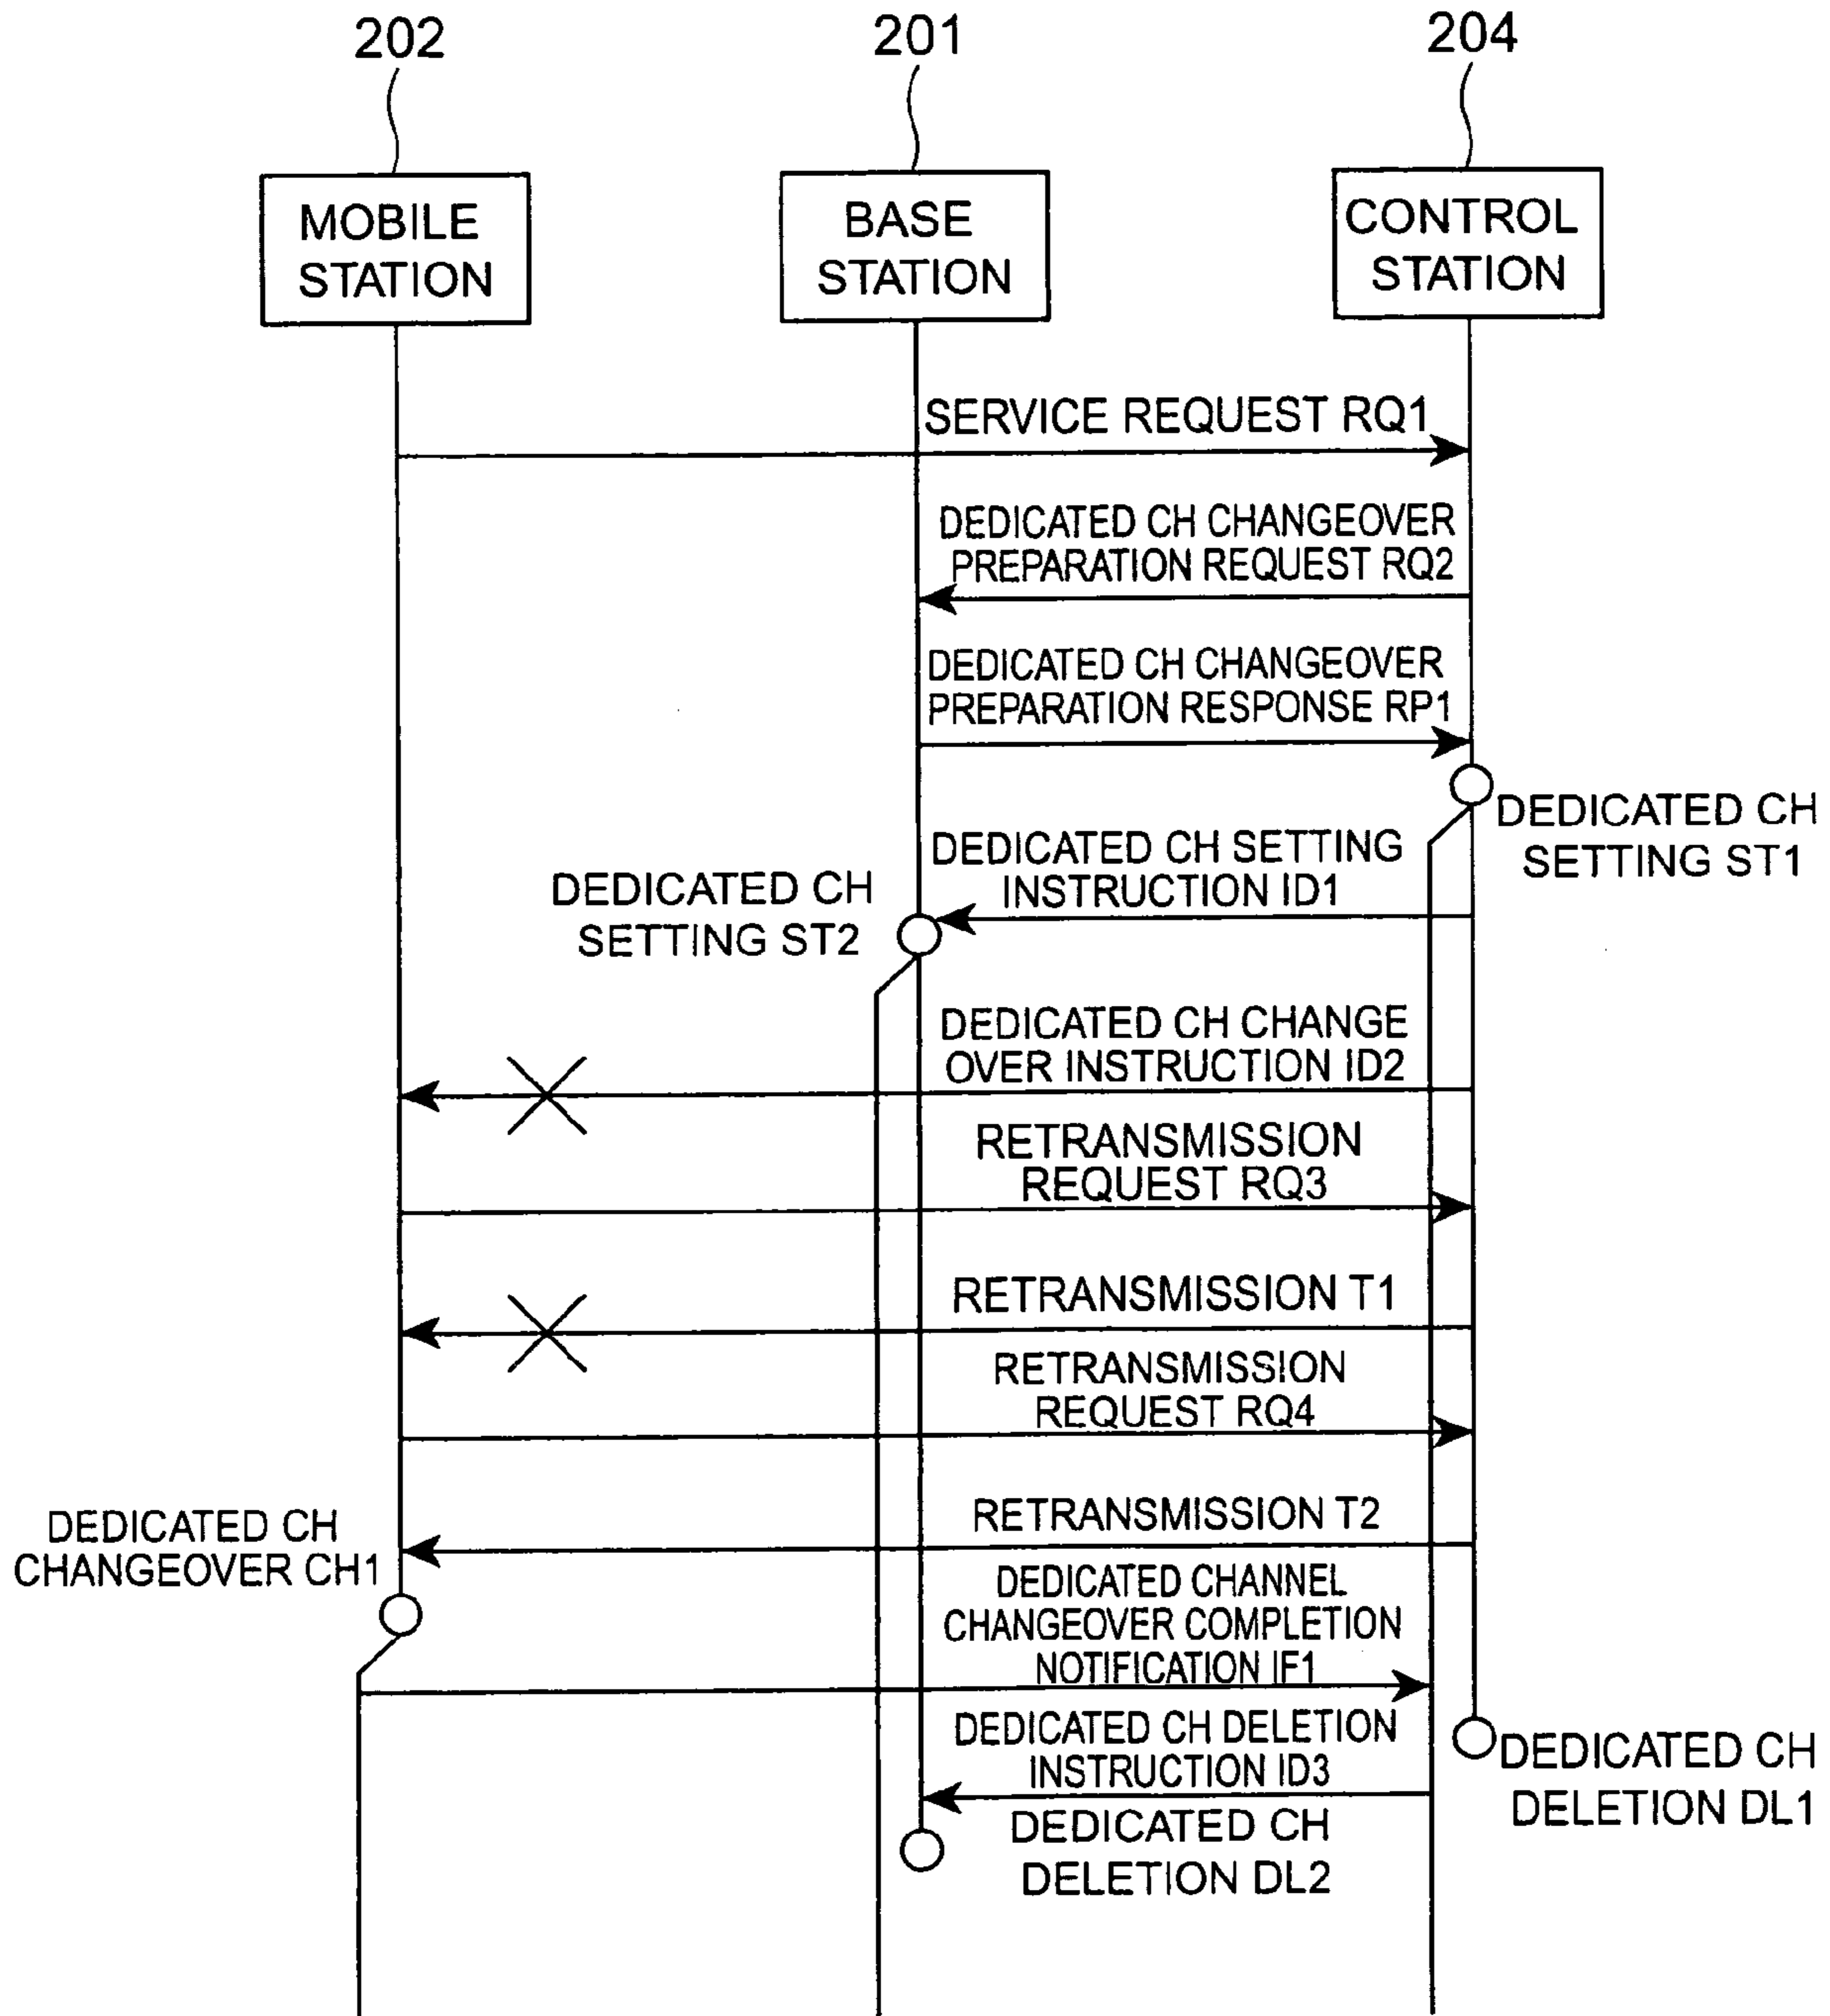 202
201
204
MOBILE
STATION
BASE
STATION
CONTROL
STATION
SERVICE REQUEST RQ1
DEDICATED CH CHANGEOVER
PREPARATION REQUEST RQ2
DEDICATED CH CHANGEOVER
PREPARATION RESPONSE RP1
DEDICATED CH
SETTING ST1
DEDICATED CH SETTING
INSTRUCTION ID1
DEDICATED CH
SETTING ST2
DEDICATED CH CHANGE
OVER INSTRUCTION ID2
RETRANSMISSION
REQUEST RQ3
RETRANSMISSION T1
RETRANSMISSION
REQUEST RQ4
RETRANSMISSION T2
DEDICATED CH
CHANGEOVER CH1
DEDICATED CHANNEL
CHANGEOVER COMPLETION
NOTIFICATION IF1
DEDICATED CH DELETION
INSTRUCTION ID3
DEDICATED CH
DELETION DL1
DEDICATED CH
DELETION DL2